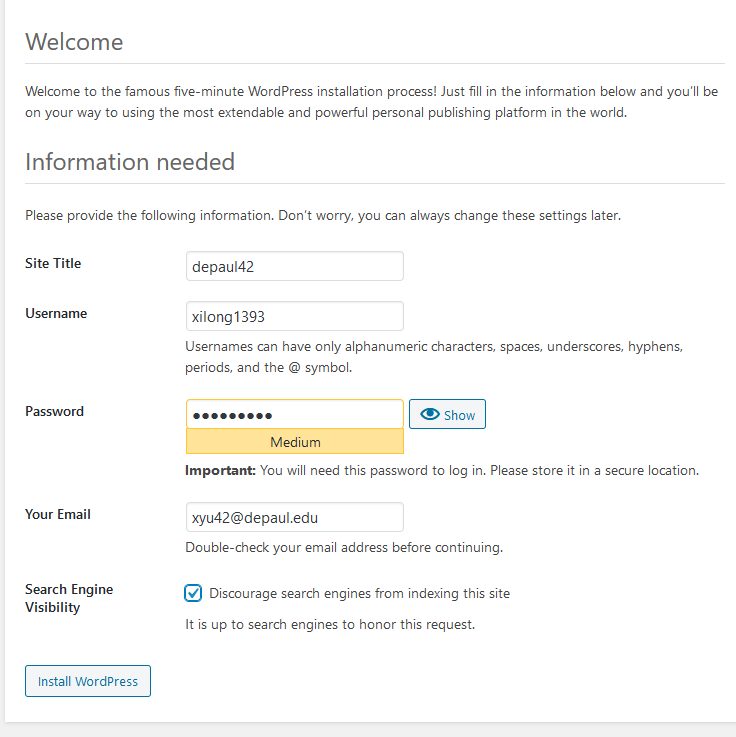 Welcome
Welcome to the famous five-minute WordPress installation process! Just fill in the information below and you’ll be
on your way to using the most extendable and powerful personal publishing platform in the world.
Information needed
Please provide the following information. Don’t worry, you can always change these settings later.
Site Title
depaul42
Username
xilong1393
Usernames can have only alphanumeric characters, spaces, underscores, hyphens,
periods, and the @ symbol.
Password
●●●●●●●●●
Show
Medium
Important: You will need this password to log in. Please store it in a secure location.
Your Email
xyu42@depaul.edu
Double-check your email address before continuing.
Search Engine
Visibility
Discourage search engines from indexing this site
It is up to search engines to honor this request.
Install WordPress